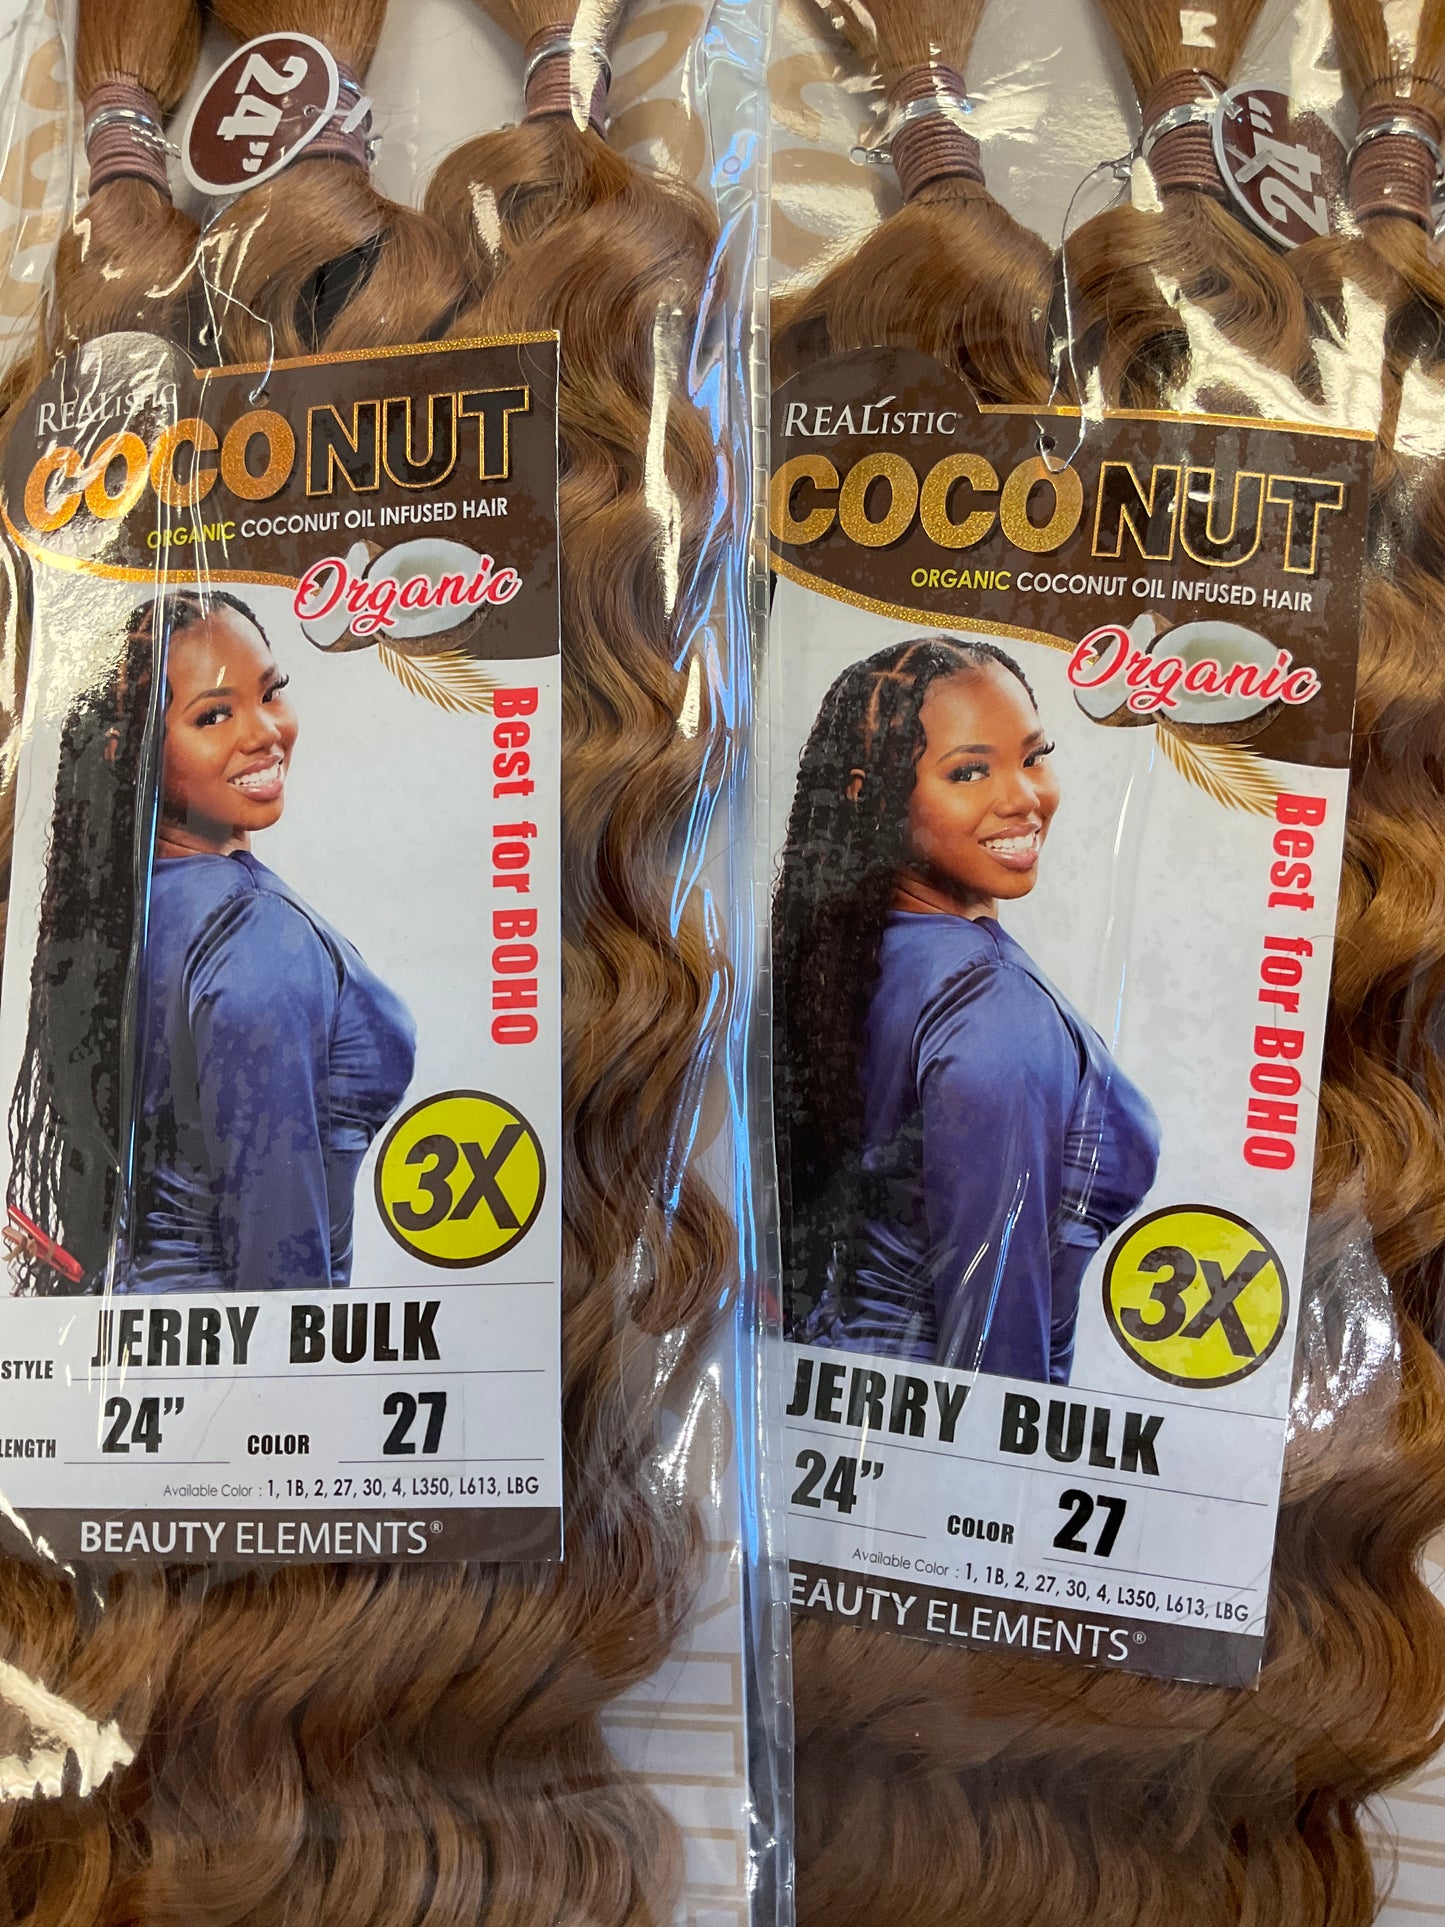 24"
REALISTIC
COCONUT
ORGANIC COCONUT OIL INFUSED HAIR
Organic
Best for BOHO
3X
STYLE JERRY BULK
LENGTH 24” COLOR 27
Available Color : 1, 1B, 2, 27, 30, 4, L350, L613, LBG
BEAUTY ELEMENTS®
24"
REALISTIC
COCONUT
ORGANIC COCONUT OIL INFUSED HAIR
Organic
Best for BOHO
3X
JERRY BULK
24” COLOR 27
Available Color : 1, 1B, 2, 27, 30, 4, L350, L613, LBG
EAUTY ELEMENTS®